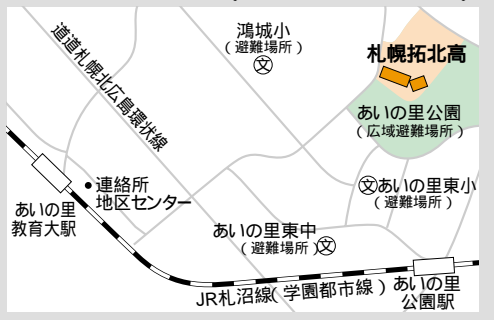 鴻城小
(避難場所)
文
札幌拓北高
道道札幌北広島環状線
あいの里公園
(広域避難場所)
連絡所
地区センター
文あいの里東小
(避難場所)
あいの里
教育大駅
あいの里東中
(避難場所)文
JR札沼線(学園都市線)
あいの里
公園駅